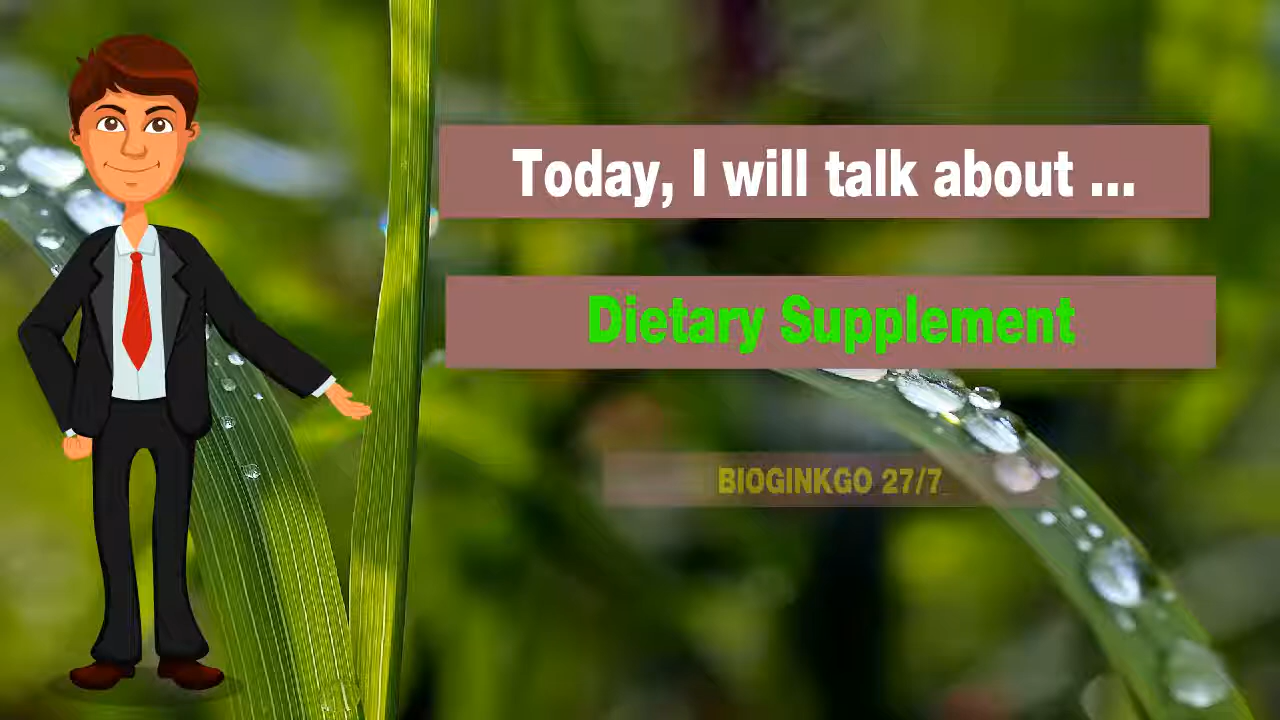 Today, I will talk about ...
Dietary Supplement
BIOGINKGO 27/7